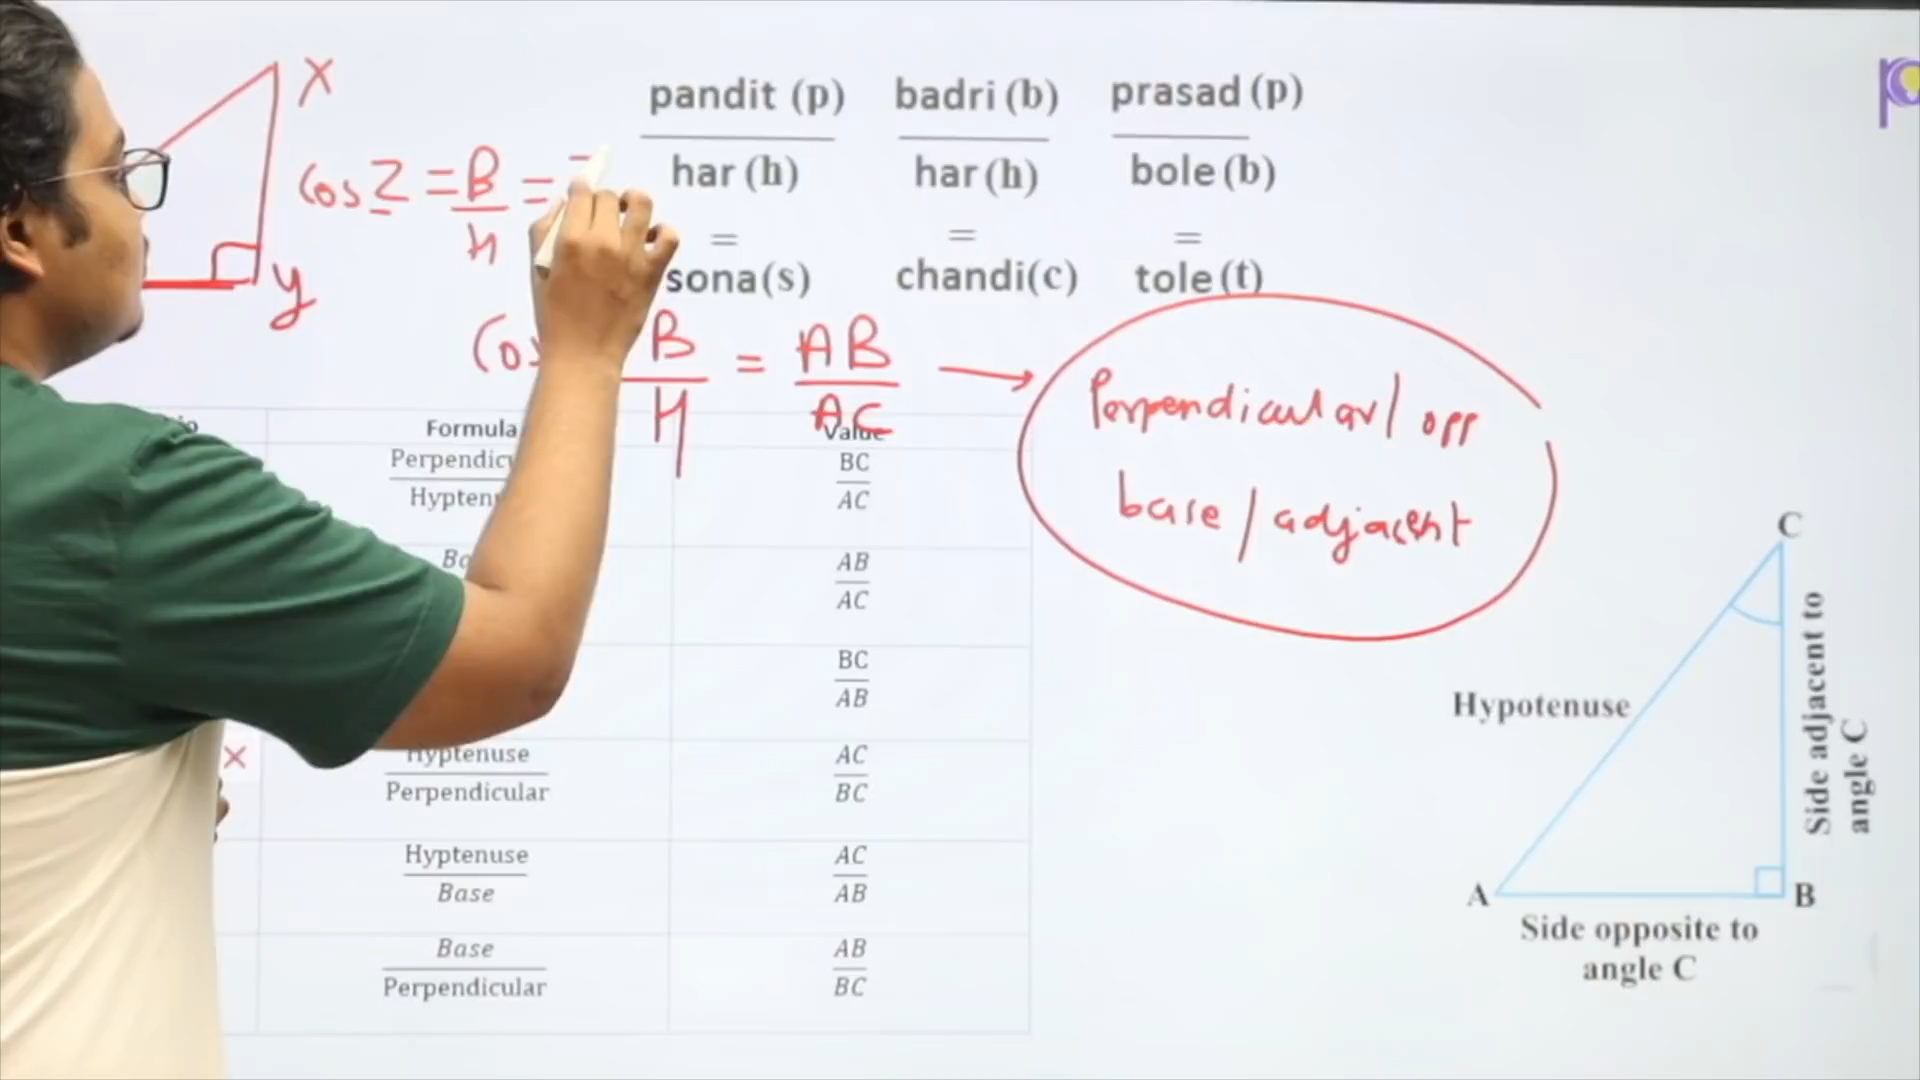 X
pandit (p) badri (b) prasad (p)
har (h) har (h) bole (b)
cos Z = B =
H
= = =
sona(s) chandi(c) tole (t)
y
B = AB
H AC
Perpendicular/ opp
base / adjacent
Formula Value
BC
AC
AB
AC
BC
AB
× Hyptenuse AC
Perpendicular BC
Hyptenuse AC
Base AB
Base AB
Perpendicular BC
C
Hypotenuse
Side adjacent to
angle C
A B
Side opposite to
angle C